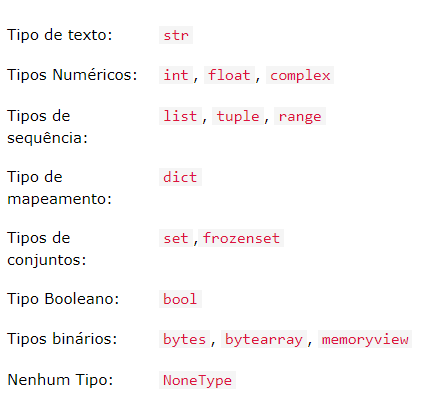 Tipo de texto: str
Tipos Numéricos: int, float, complex
Tipos de list, tuple, range
sequência:
Tipo de dict
mapeamento:
Tipos de set,frozenset
conjuntos:
Tipo Booleano: bool
Tipos binários: bytes, bytearray, memoryview
Nenhum Tipo: NoneType